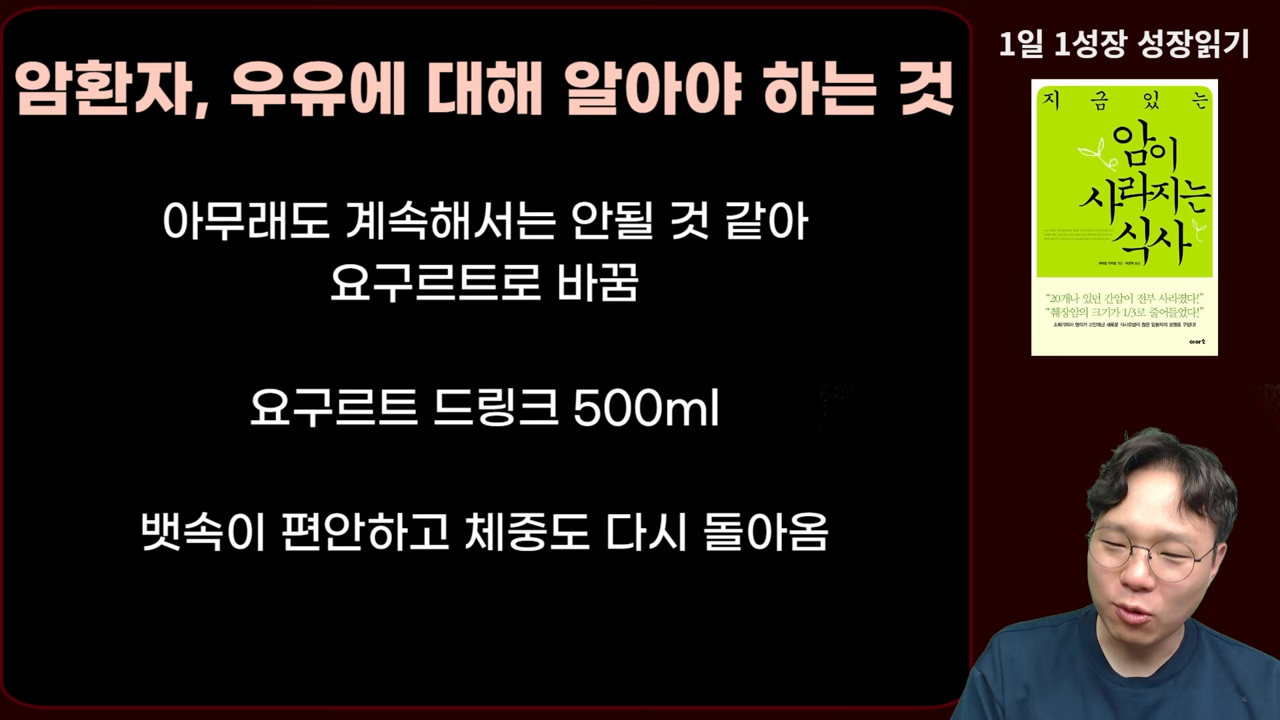 암환자, 우유에 대해 알아야 하는 것
아무래도 계속해서는 안될 것 같아
요구르트로 바꿈
요구르트 드링크 500ml
뱃속이 편안하고 체중도 다시 돌아옴
1일 1성장 성장읽기
지금있는
암이
사라지는
식사
“20개나 있던 간암이 전부 사라졌다!”
“췌장암의 크기가 1/3로 줄어들었다!”